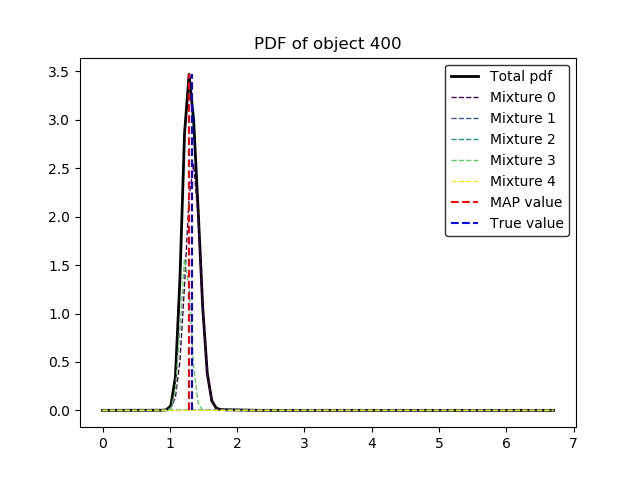 PDF of object 400
Total pdf
Mixture 0
Mixture 1
Mixture 2
Mixture 3
Mixture 4
MAP value
True value
3.5
3.0
2.5
2.0
1.5
1.0
0.5
0.0
0 1 2 3 4 5 6 7